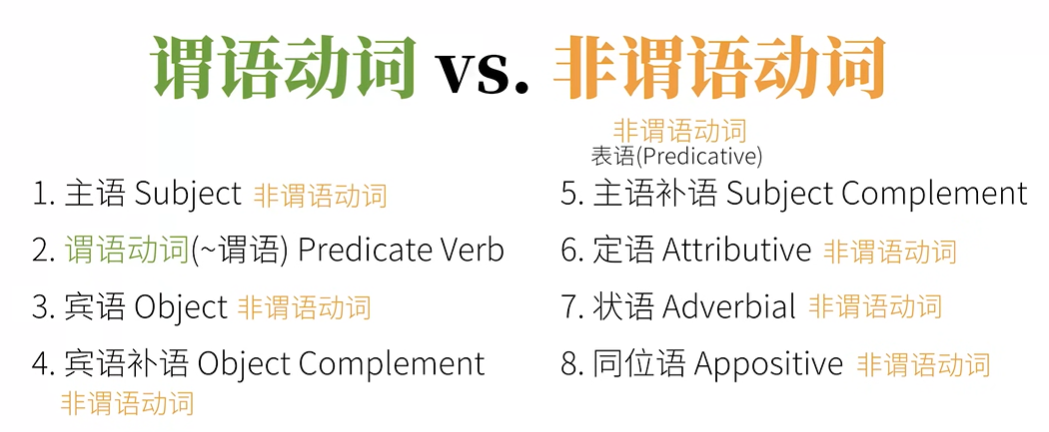 谓语动词 vs. 非谓语动词
1. 主语 Subject 非谓语动词
2. 谓语动词(~谓语) Predicate Verb
3. 宾语 Object 非谓语动词
4. 宾语补语 Object Complement
非谓语动词
非谓语动词
表语(Predicative)
5. 主语补语 Subject Complement
6. 定语 Attributive 非谓语动词
7. 状语 Adverbial 非谓语动词
8. 同位语 Appositive 非谓语动词